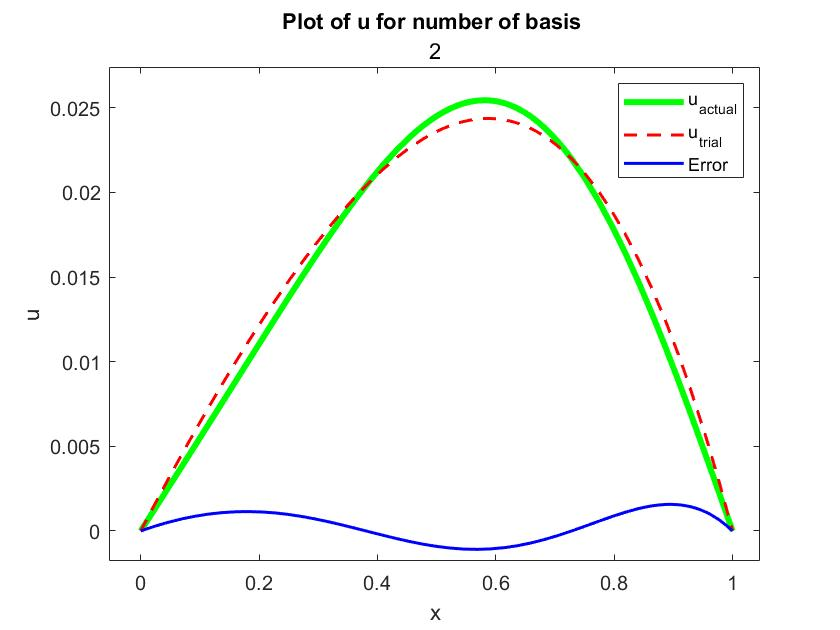 Plot of u for number of basis
2
u_actual
u_trial
Error
0.025
0.02
0.015
0.01
0.005
0
u
0 0.2 0.4 0.6 0.8 1
x